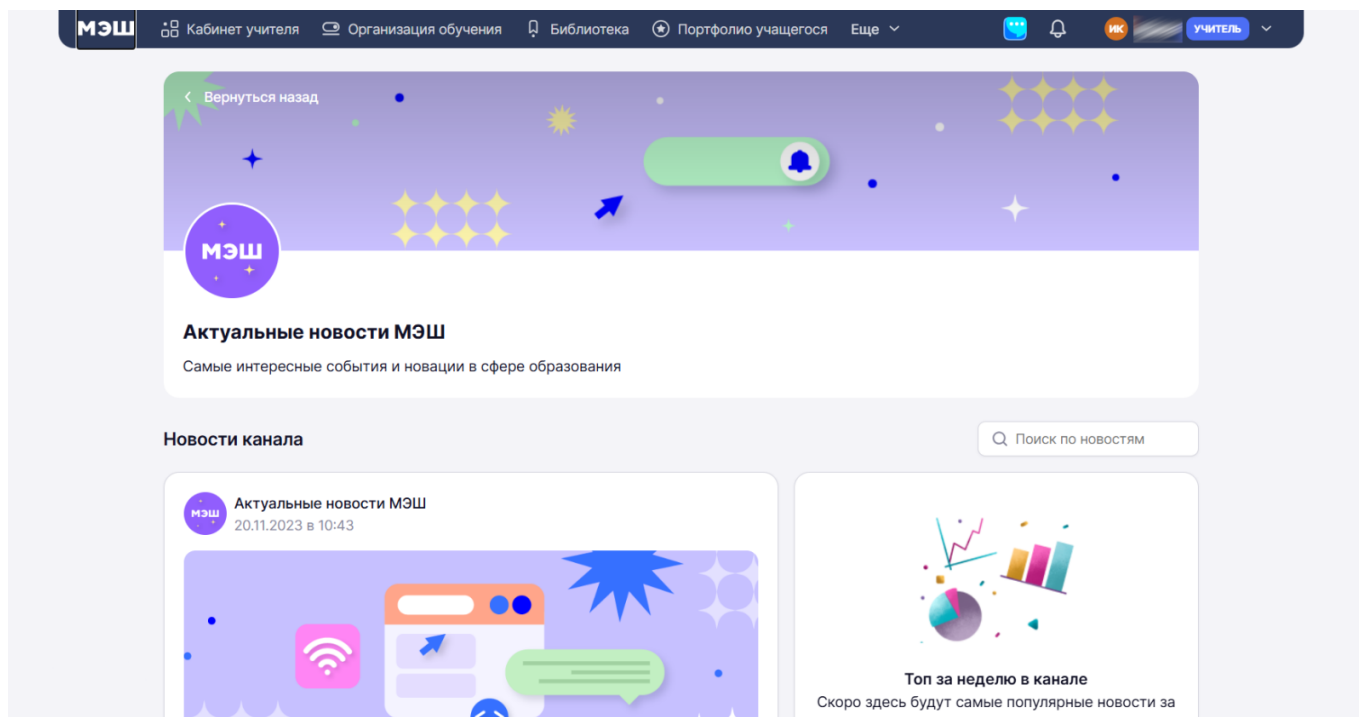 МЭШ Кабинет учителя Организация обучения Библиотека Портфолио учащегося Еще ИК УЧИТЕЛЬ
Вернуться назад
МЭШ
Актуальные новости МЭШ
Самые интересные события и новации в сфере образования
Новости канала
Поиск по новостям
МЭШ
Актуальные новости МЭШ
20.11.2023 в 10:43
Топ за неделю в канале
Скоро здесь будут самые популярные новости за